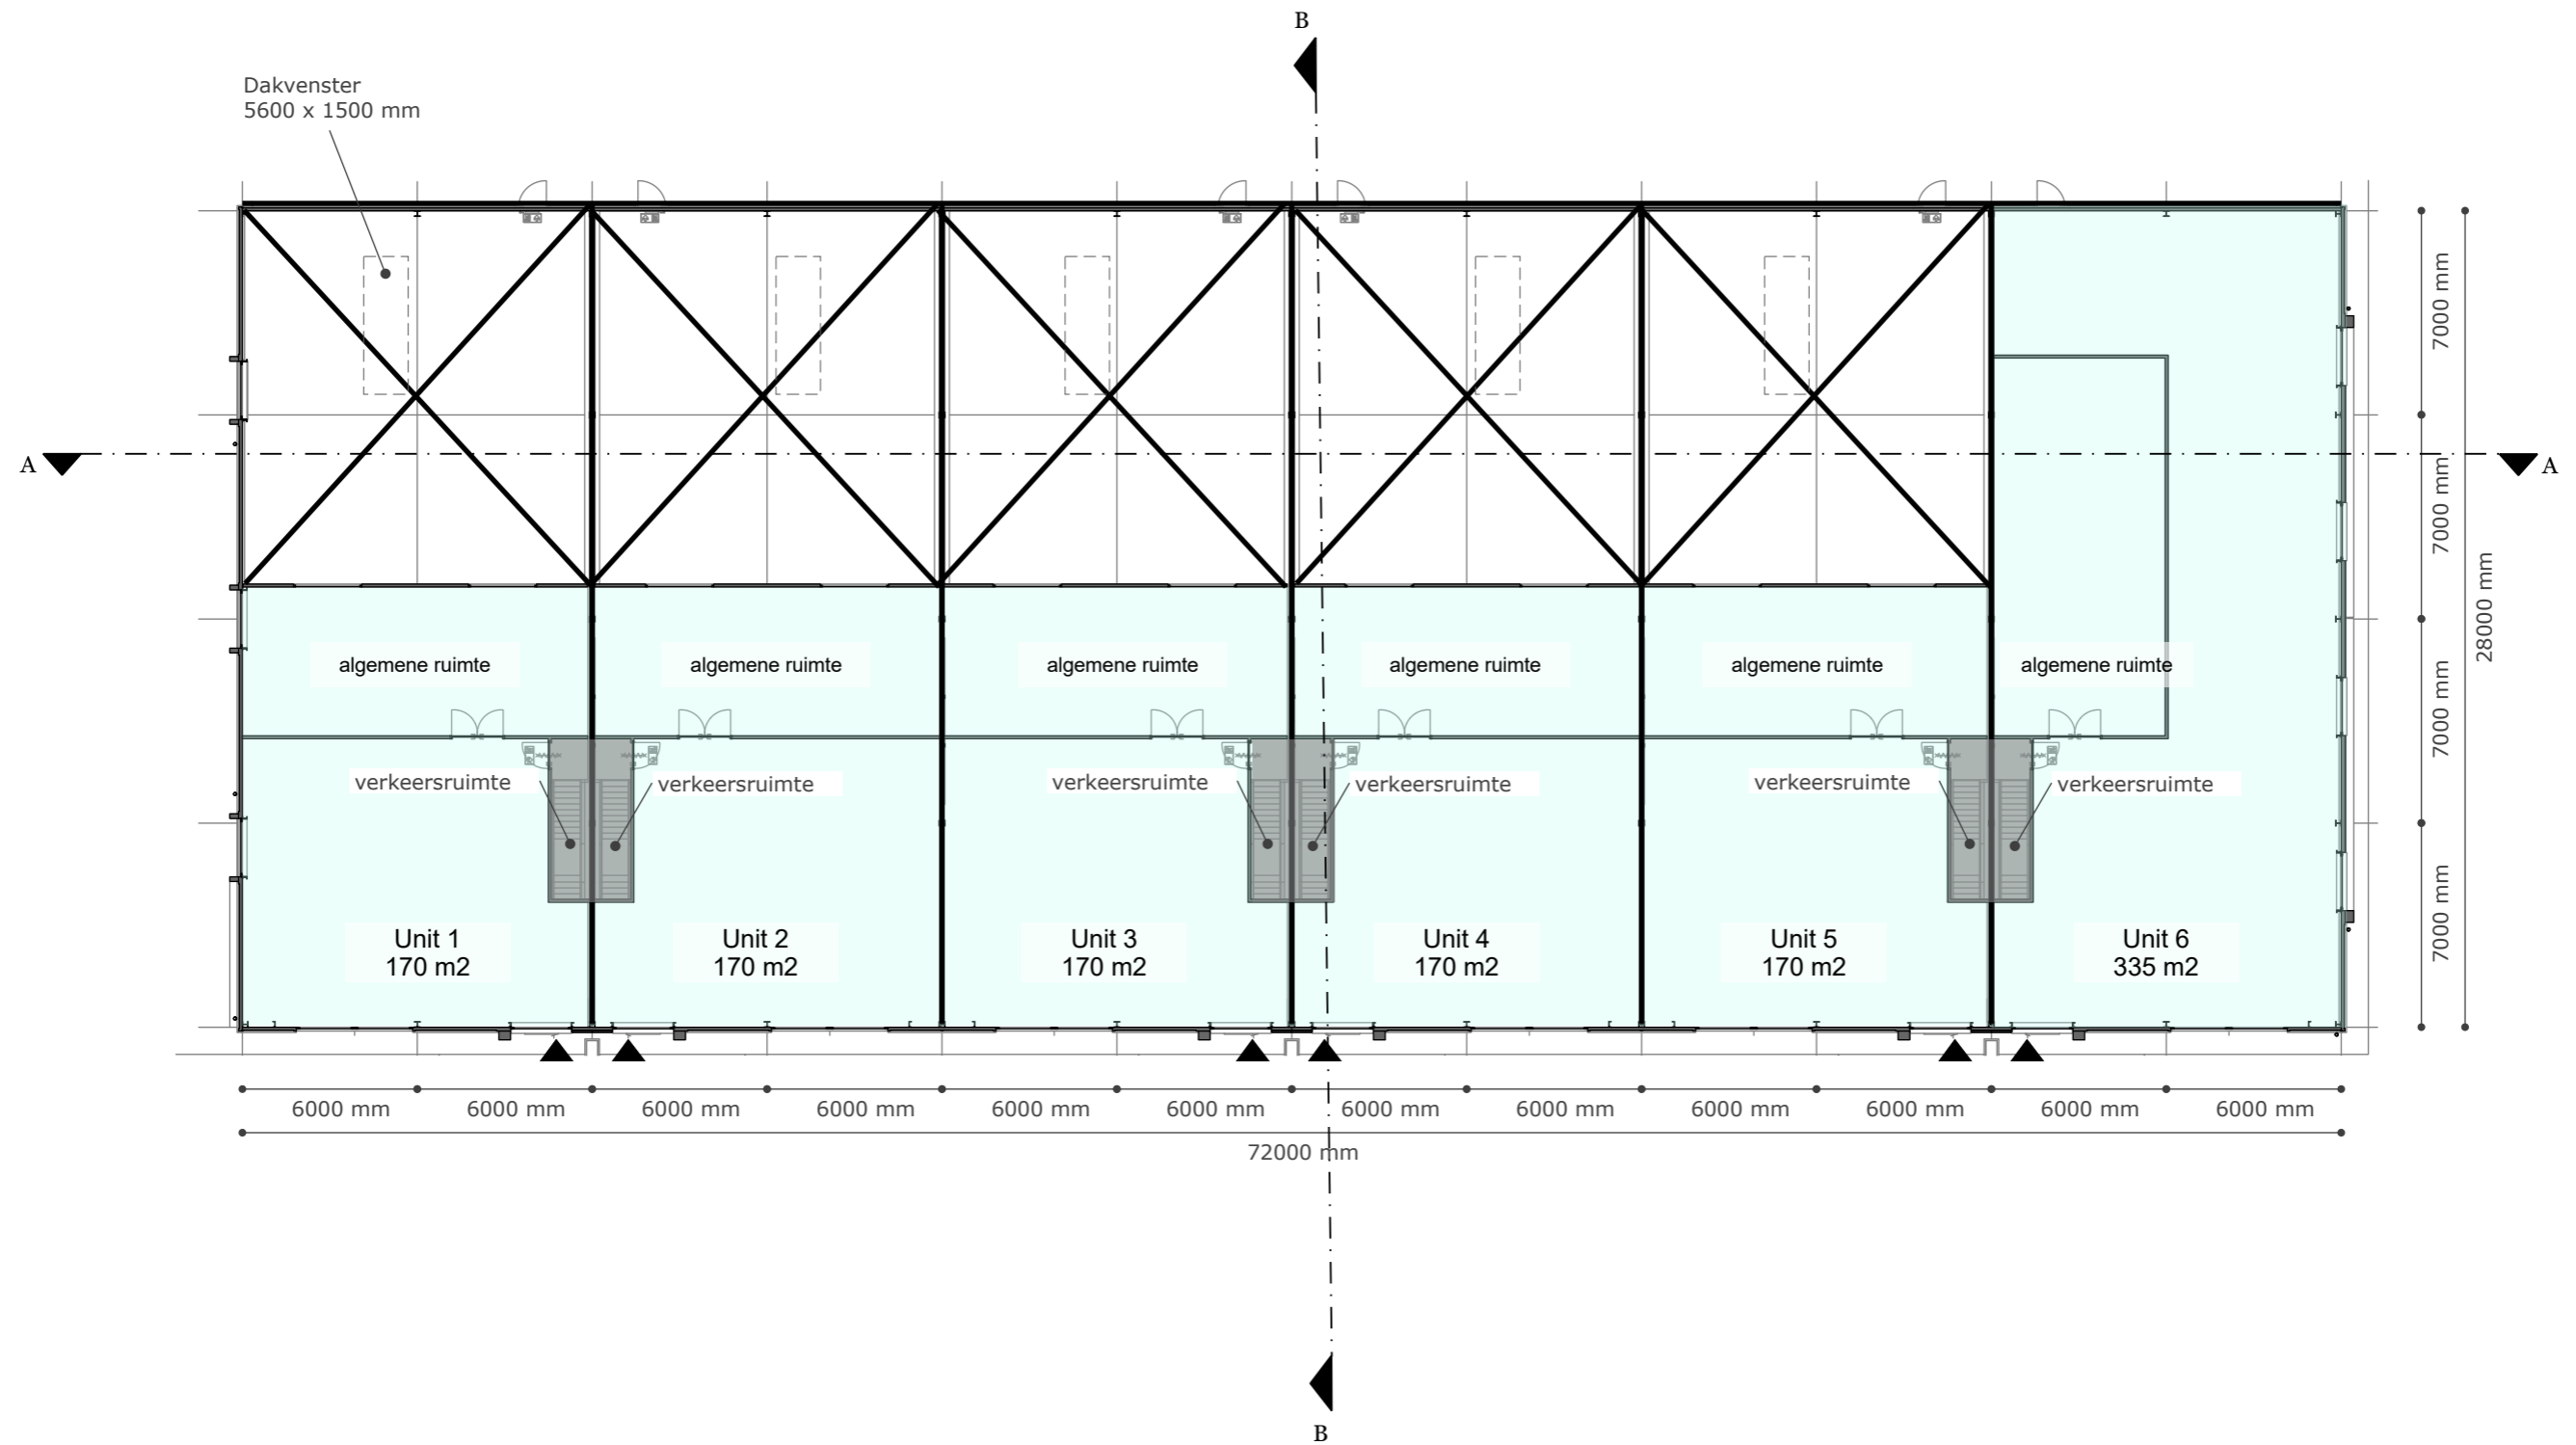 B
Dakvenster
5600 x 1500 mm
7000 mm
A
A
7000 mm
28000 mm
algemene ruimte
algemene ruimte
algemene ruimte
algemene ruimte
algemene ruimte
algemene ruimte
7000 mm
verkeersruimte
verkeersruimte
verkeersruimte
verkeersruimte
verkeersruimte
verkeersruimte
7000 mm
Unit 1
170 m2
Unit 2
170 m2
Unit 3
170 m2
Unit 4
170 m2
Unit 5
170 m2
Unit 6
335 m2
6000 mm
6000 mm
6000 mm
6000 mm
6000 mm
6000 mm
6000 mm
6000 mm
6000 mm
6000 mm
6000 mm
6000 mm
72000 mm
B